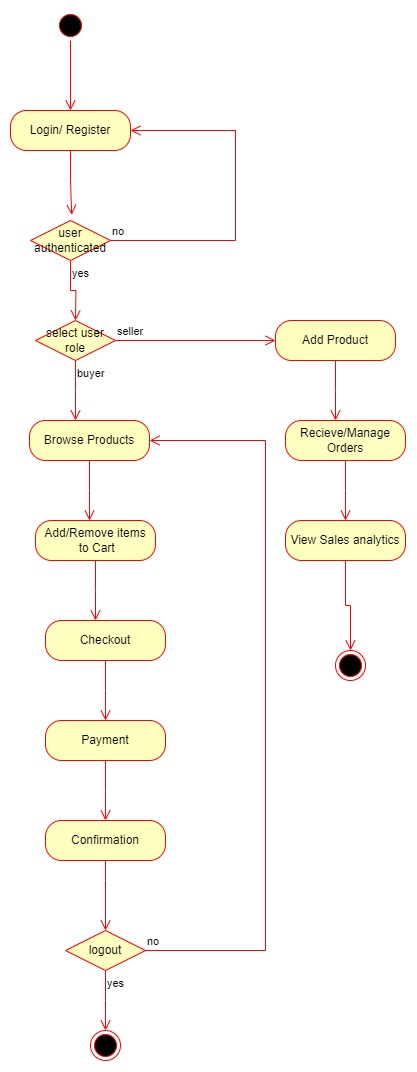 Login/ Register
no
user
authenticated
yes
select user
role
seller
Add Product
buyer
Browse Products
Recieve/Manage
Orders
Add/Remove items
to Cart
View Sales analytics
Checkout
Payment
Confirmation
logout
no
yes